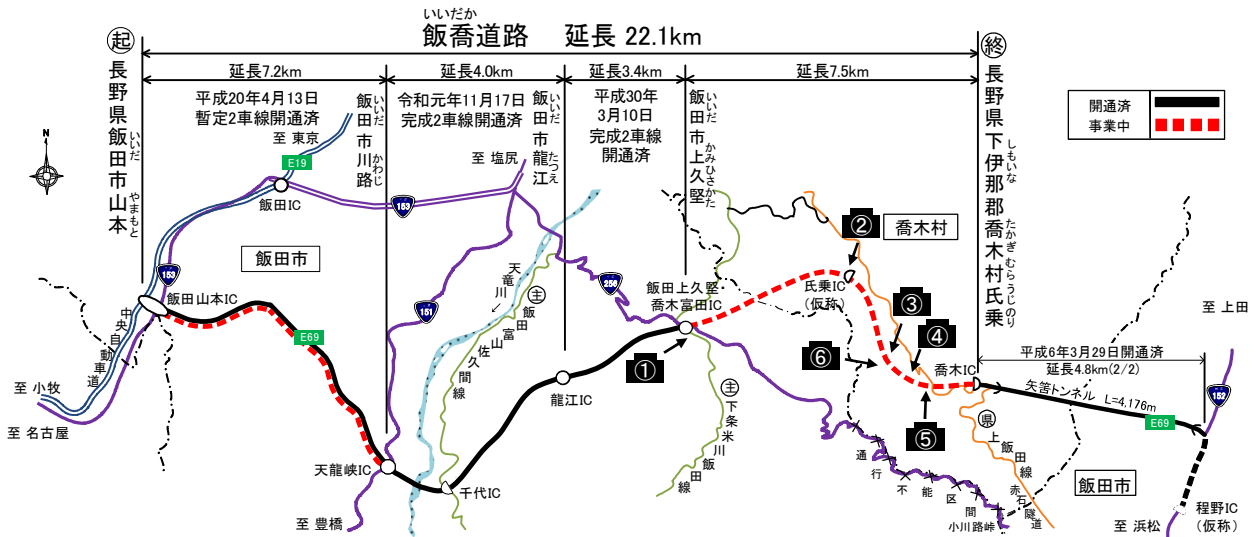 いいだか
飯喬道路 延長 22.1km
起
終
延長7.2km
延長4.0km
延長3.4km
延長7.5km
長野県飯田市山本
いいだ
やまもと
平成20年4月13日
暫定2車線開通済
飯田市川路
いいだ
かわじ
令和元年11月17日
完成2車線開通済
飯田市龍江
いいだ
たつえ
平成30年
3月10日
完成2車線
開通済
飯田市上久堅
いいだ
かみひさかた
長野県下伊那郡喬木村氏乗
しもいな
たかぎ むら うじのり
開通済
事業中
N
至 東京
E19
飯田IC
至 塩尻
153
153
飯田市
飯田山本IC
中央自動車道
至 小牧
至 名古屋
E69
151
天龍峡IC
至 豊橋
千代IC
天竜川
主
飯田富山佐久間線
龍江IC
256
飯田上久堅
喬木富田IC
①
主
下条米川飯田線
②
喬木村
氏乗IC
(仮称)
③
④
⑤
⑥
喬木IC
平成6年3月29日開通済
延長4.8km(2/2)
矢筈トンネル L=4,176m
E69
152
至 上田
県
上飯田線
赤石隧道
通行不能区間
小川路峠
飯田市
至 浜松
程野IC
(仮称)